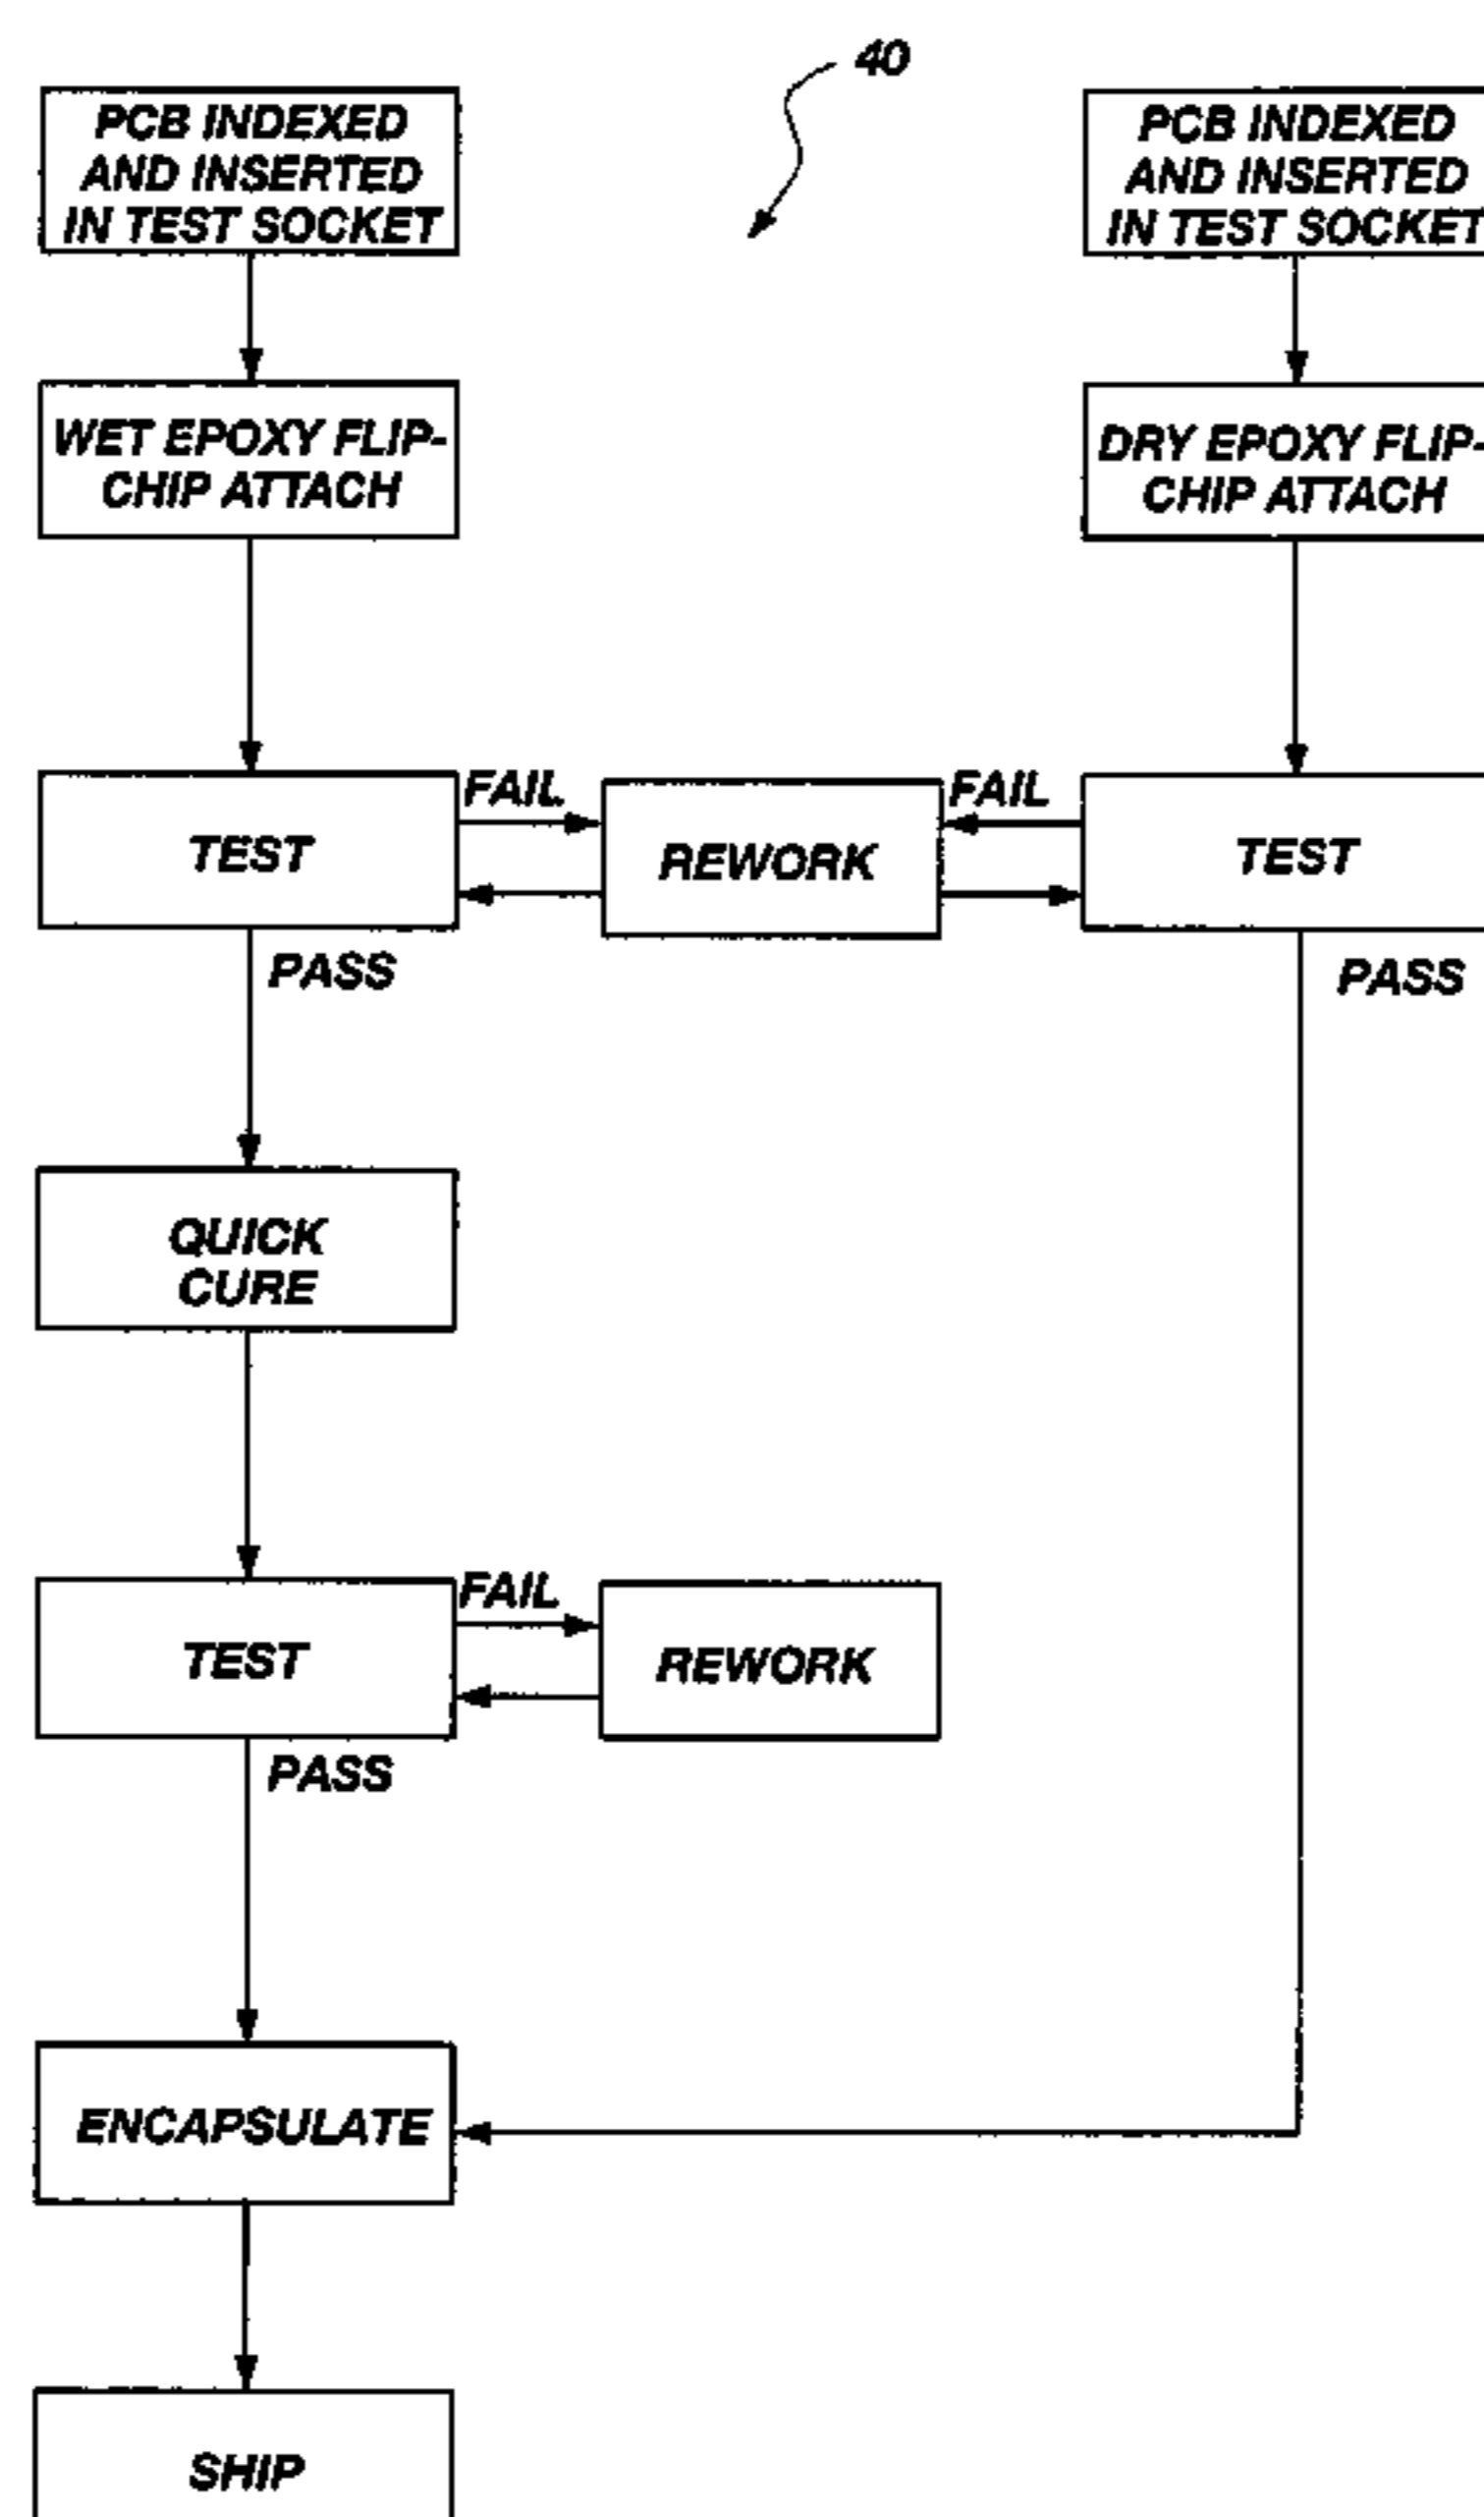 40
PCB INDEXED
AND INSERTED
IN TEST SOCKET
PCB INDEXED
AND INSERTED
IN TEST SOCKET
WET EPOXY FLIP-
CHIP ATTACH
DRY EPOXY FLIP-
CHIP ATTACH
TEST
FAIL
REWORK
FAIL
TEST
PASS
PASS
QUICK
CURE
TEST
FAIL
REWORK
PASS
ENCAPSULATE
SHIP